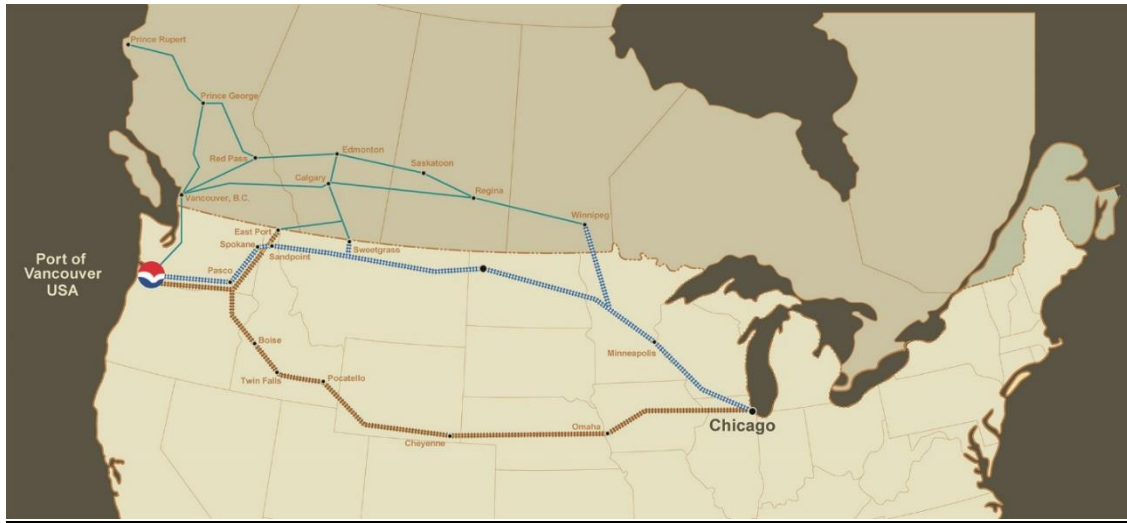 Prince Rupert
Prince George
Red Pass
Edmonton
Saskatoon
Calgary
Regina
Vancouver, B.C.
Winnipeg
East Port
Spokane
Sandpoint
Sweetgrass
Port of
Vancouver
USA
Pasco
Boise
Minneapolis
Twin Falls
Pocatello
Cheyenne
Omaha
Chicago